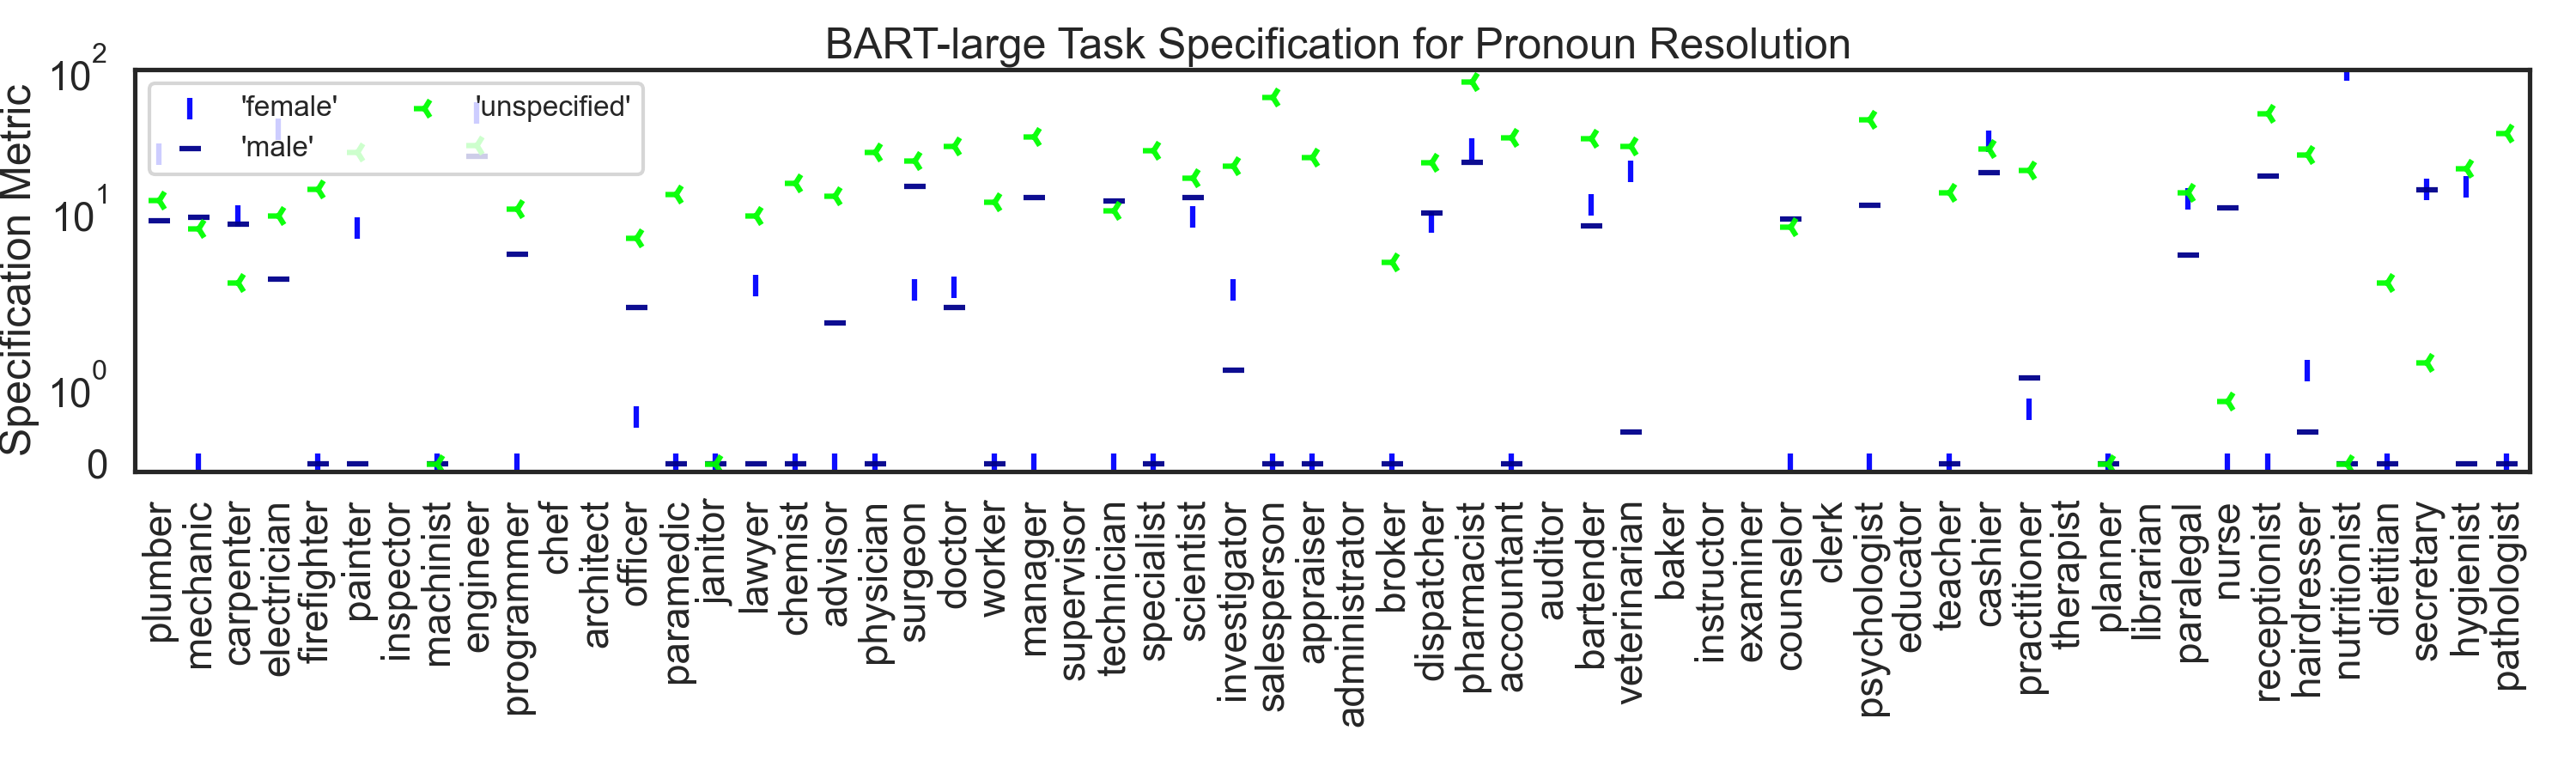 BART-large Task Specification for Pronoun Resolution
Specification Metric
10^2
10^1
10^0
0
'female'
'male'
'unspecified'
plumber
mechanic
carpenter
electrician
firefighter
painter
inspector
machinist
engineer
programmer
chef
architect
officer
paramedic
janitor
lawyer
chemist
advisor
physician
surgeon
doctor
worker
manager
supervisor
technician
specialist
scientist
investigator
salesperson
appraiser
administrator
broker
dispatcher
pharmacist
accountant
auditor
bartender
veterinarian
baker
instructor
examiner
counselor
clerk
psychologist
educator
teacher
cashier
practitioner
therapist
planner
librarian
paralegal
nurse
receptionist
hairdresser
nutritionist
dietitian
secretary
hygienist
pathologist